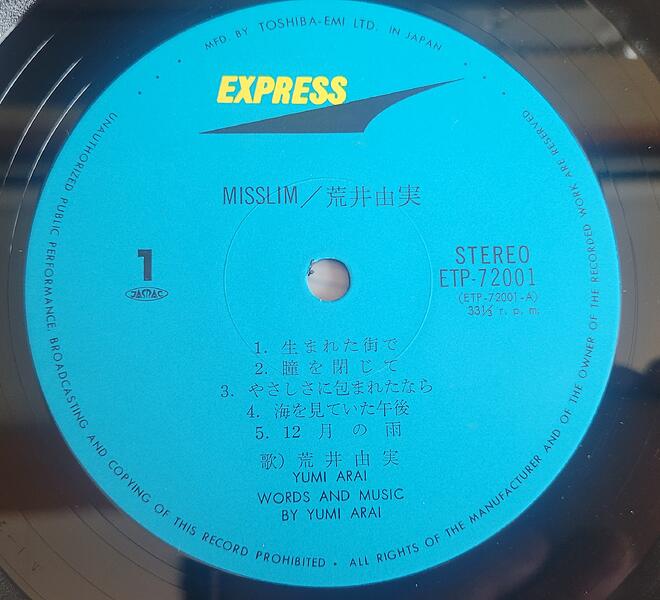 MFD. BY TOSHIBA-EMI LTD. IN JAPAN
EXPRESS
MISSLIM／荒井由実
1
JASRAC
STEREO
ETP-72001
(ETP-72001-A)
33⅓ r. p. m.
1. 生まれた街で
2. 瞳を閉じて
3. やさしさに包まれたなら
4. 海を見ていた午後
5. 12月の雨
歌）荒井由実
YUMI ARAI
WORDS AND MUSIC
BY YUMI ARAI
UNAUTHORIZED PUBLIC PERFORMANCE, BROADCASTING AND COPYING OF THIS RECORD PROHIBITED • ALL RIGHTS OF THE MANUFACTURER AND OF THE OWNER OF THE RECORDED WORK ARE RESERVED